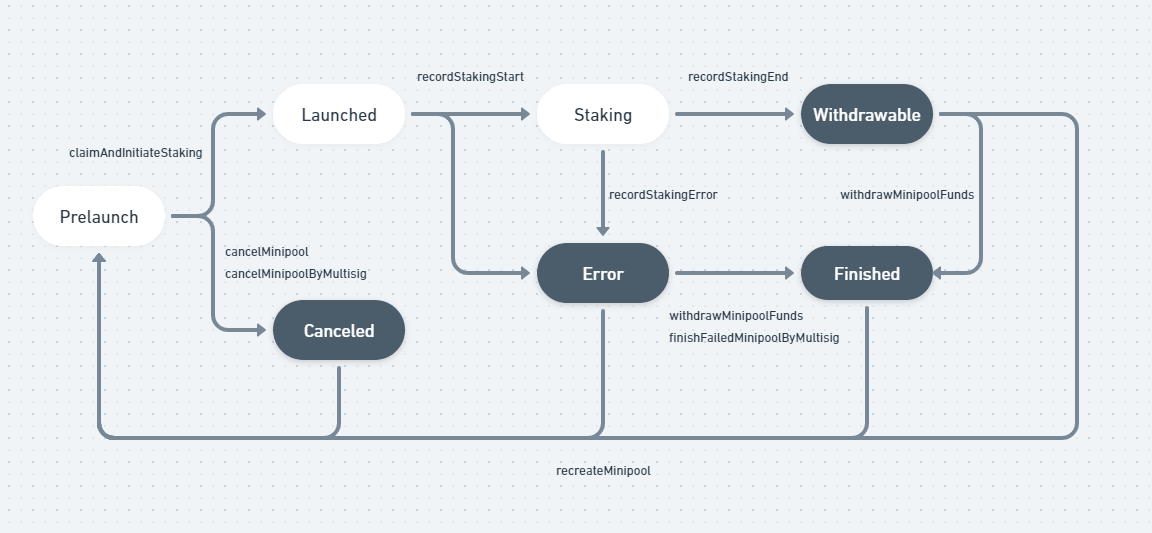 recordStakingStart
recordStakingEnd
Launched
Staking
Withdrawable
claimAndInitiateStaking
recordStakingError
withdrawMinipoolFunds
Prelaunch
cancelMinipool
cancelMinipoolByMultisig
Error
Finished
withdrawMinipoolFunds
finishFailedMinipoolByMultisig
Canceled
recreateMinipool